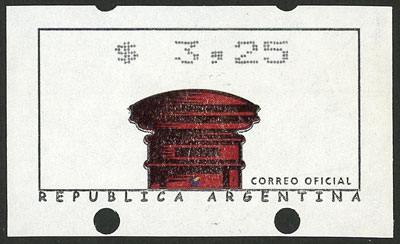 $ 3.25
CORREO OFICIAL
REPUBLICA ARGENTINA